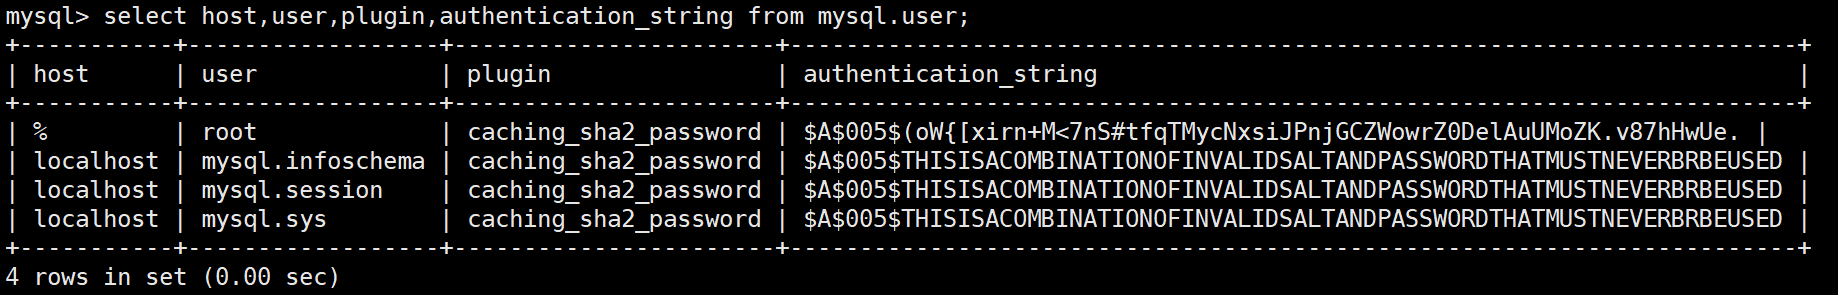 mysql> select host,user,plugin,authentication_string from mysql.user;
+-----------+------------------+-----------------------+------------------------------------------------------------------------+
| host      | user             | plugin                | authentication_string                                                  |
+-----------+------------------+-----------------------+------------------------------------------------------------------------+
| %         | root             | caching_sha2_password | $A$005$(oW{[xirn+M<7nS#tfqTMycNxsiJPnjGCZWowrZ0DelAuUMoZK.v87hHwUe. |
| localhost | mysql.infoschema | caching_sha2_password | $A$005$THISISACOMBINATIONOFINVALIDSALTANDPASSWORDTHATMUSTNEVERBRBEUSED |
| localhost | mysql.session    | caching_sha2_password | $A$005$THISISACOMBINATIONOFINVALIDSALTANDPASSWORDTHATMUSTNEVERBRBEUSED |
| localhost | mysql.sys        | caching_sha2_password | $A$005$THISISACOMBINATIONOFINVALIDSALTANDPASSWORDTHATMUSTNEVERBRBEUSED |
+-----------+------------------+-----------------------+------------------------------------------------------------------------+
4 rows in set (0.00 sec)